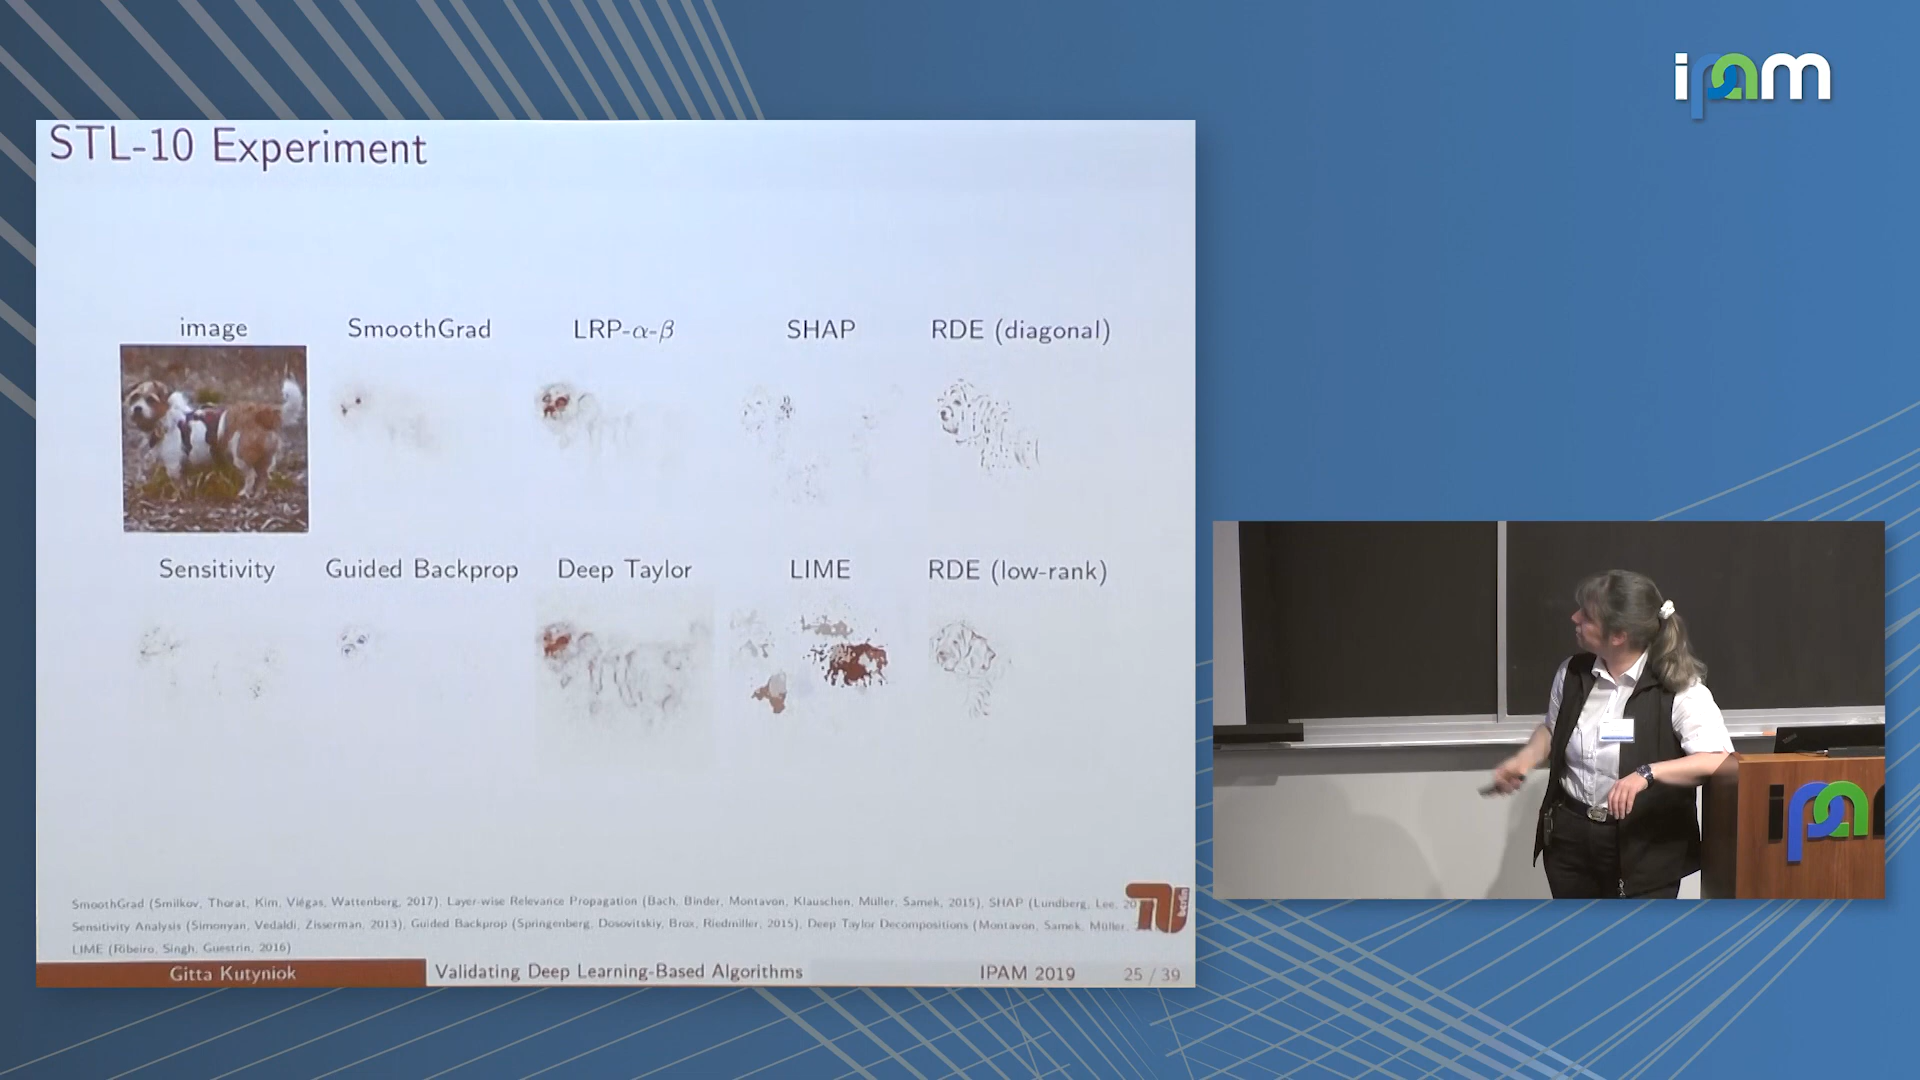 ipam
STL-10 Experiment
image SmoothGrad LRP-α-β SHAP RDE (diagonal)
Sensitivity Guided Backprop Deep Taylor LIME RDE (low-rank)
SmoothGrad (Smilkov, Thorat, Kim, Viégas, Wattenberg, 2017), Layer-wise Relevance Propagation (Bach, Binder, Montavon, Klauschen, Müller, Samek, 2015), SHAP (Lundberg, Lee, 20
Sensitivity Analysis (Simonyan, Vedaldi, Zisserman, 2013), Guided Backprop (Springenberg, Dosovitskiy, Brox, Riedmiller, 2015), Deep Taylor Decompositions (Montavon, Samek, Müller,
LIME (Ribeiro, Singh, Guestrin, 2016)
berlin
Gitta Kutyniok Validating Deep Learning-Based Algorithms IPAM 2019 25 / 39